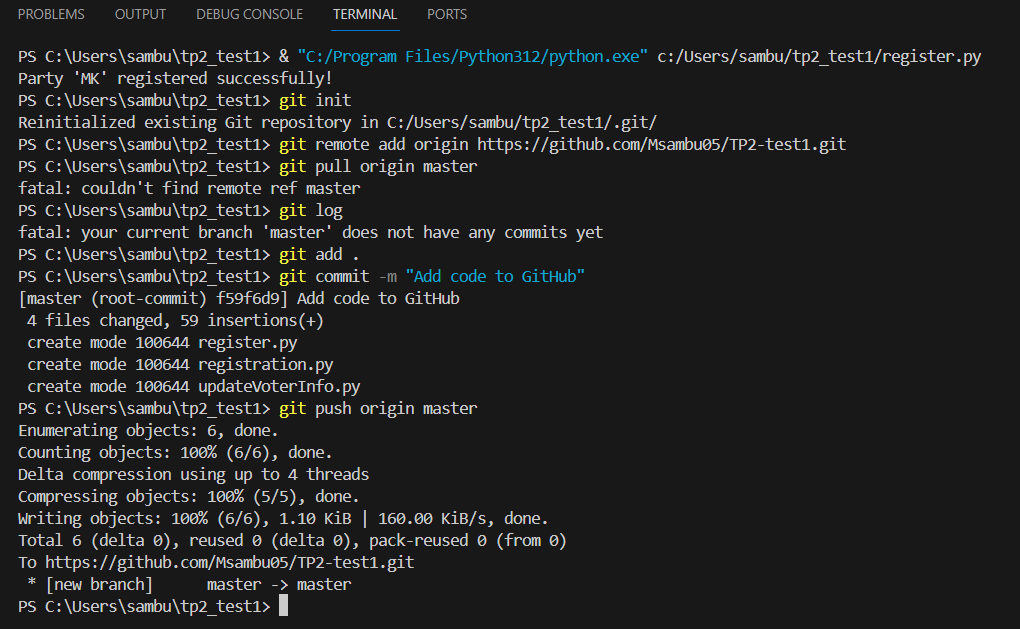 PROBLEMS OUTPUT DEBUG CONSOLE TERMINAL PORTS
PS C:\Users\sambu\tp2_test1> & "C:/Program Files/Python312/python.exe" c:/Users/sambu/tp2_test1/register.py
Party 'MK' registered successfully!
PS C:\Users\sambu\tp2_test1> git init
Reinitialized existing Git repository in C:/Users/sambu/tp2_test1/.git/
PS C:\Users\sambu\tp2_test1> git remote add origin https://github.com/Msambu05/TP2-test1.git
PS C:\Users\sambu\tp2_test1> git pull origin master
fatal: couldn't find remote ref master
PS C:\Users\sambu\tp2_test1> git log
fatal: your current branch 'master' does not have any commits yet
PS C:\Users\sambu\tp2_test1> git add .
PS C:\Users\sambu\tp2_test1> git commit -m "Add code to GitHub"
[master (root-commit) f59f6d9] Add code to GitHub
 4 files changed, 59 insertions(+)
 create mode 100644 register.py
 create mode 100644 registration.py
 create mode 100644 updateVoterInfo.py
PS C:\Users\sambu\tp2_test1> git push origin master
Enumerating objects: 6, done.
Counting objects: 100% (6/6), done.
Delta compression using up to 4 threads
Compressing objects: 100% (5/5), done.
Writing objects: 100% (6/6), 1.10 KiB | 160.00 KiB/s, done.
Total 6 (delta 0), reused 0 (delta 0), pack-reused 0 (from 0)
To https://github.com/Msambu05/TP2-test1.git
 * [new branch]      master -> master
PS C:\Users\sambu\tp2_test1>